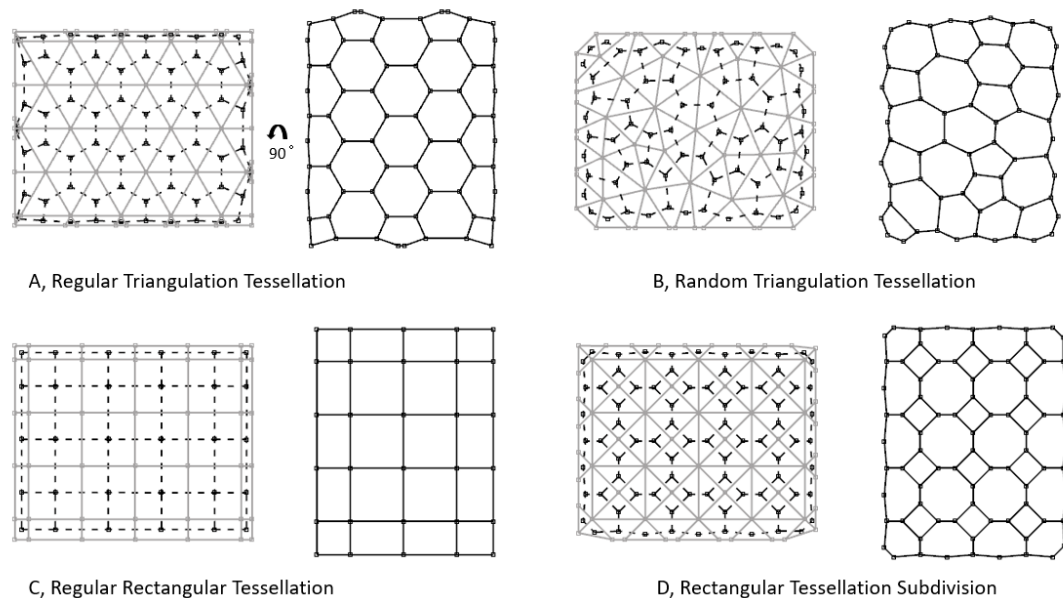 90°
A, Regular Triangulation Tessellation
B, Random Triangulation Tessellation
C, Regular Rectangular Tessellation
D, Rectangular Tessellation Subdivision